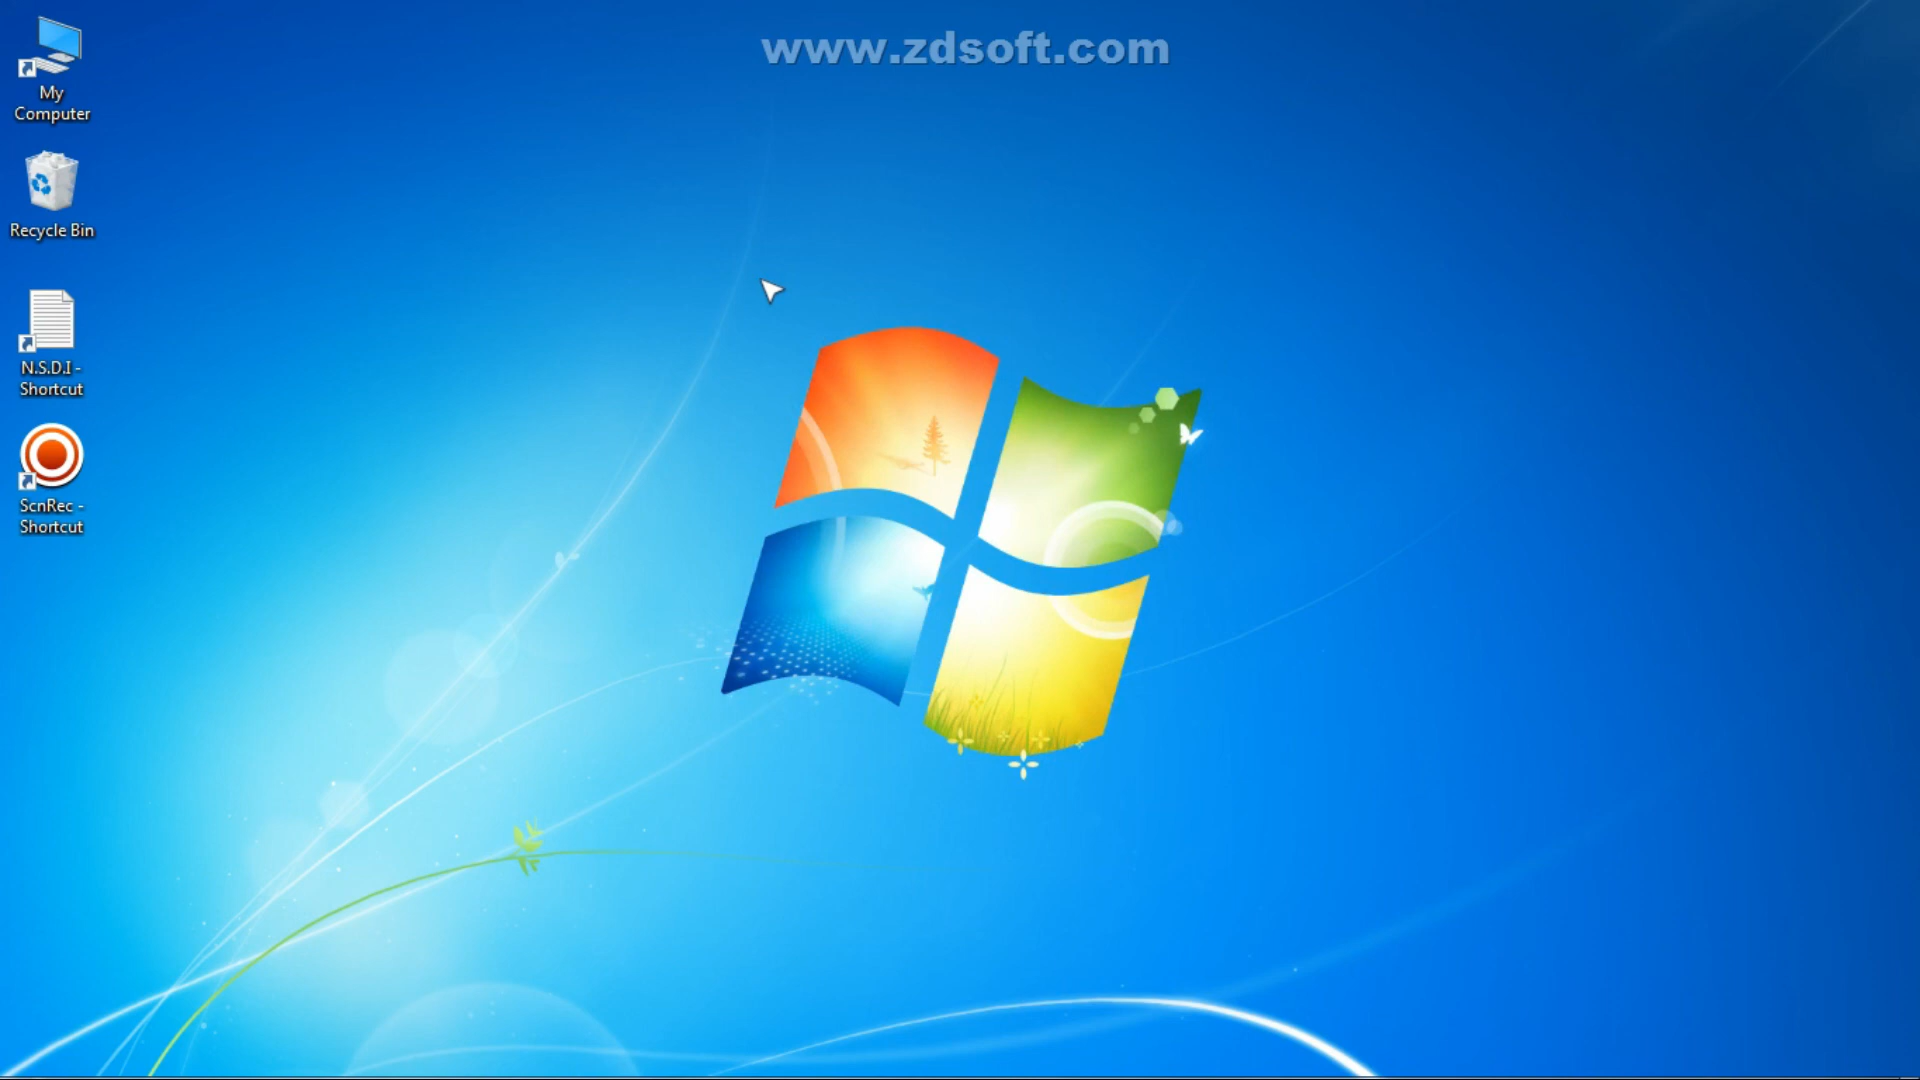 www.zdsoft.com
My
Computer
Recycle Bin
N.S.D.I -
Shortcut
ScnRec -
Shortcut